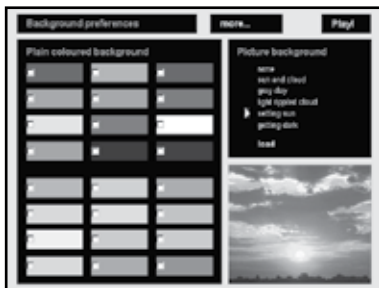 Background preferences
more...
Play!
Plain coloured background
Picture background
none
sun and cloud
grey day
light rippled cloud
setting sun
getting dark
load